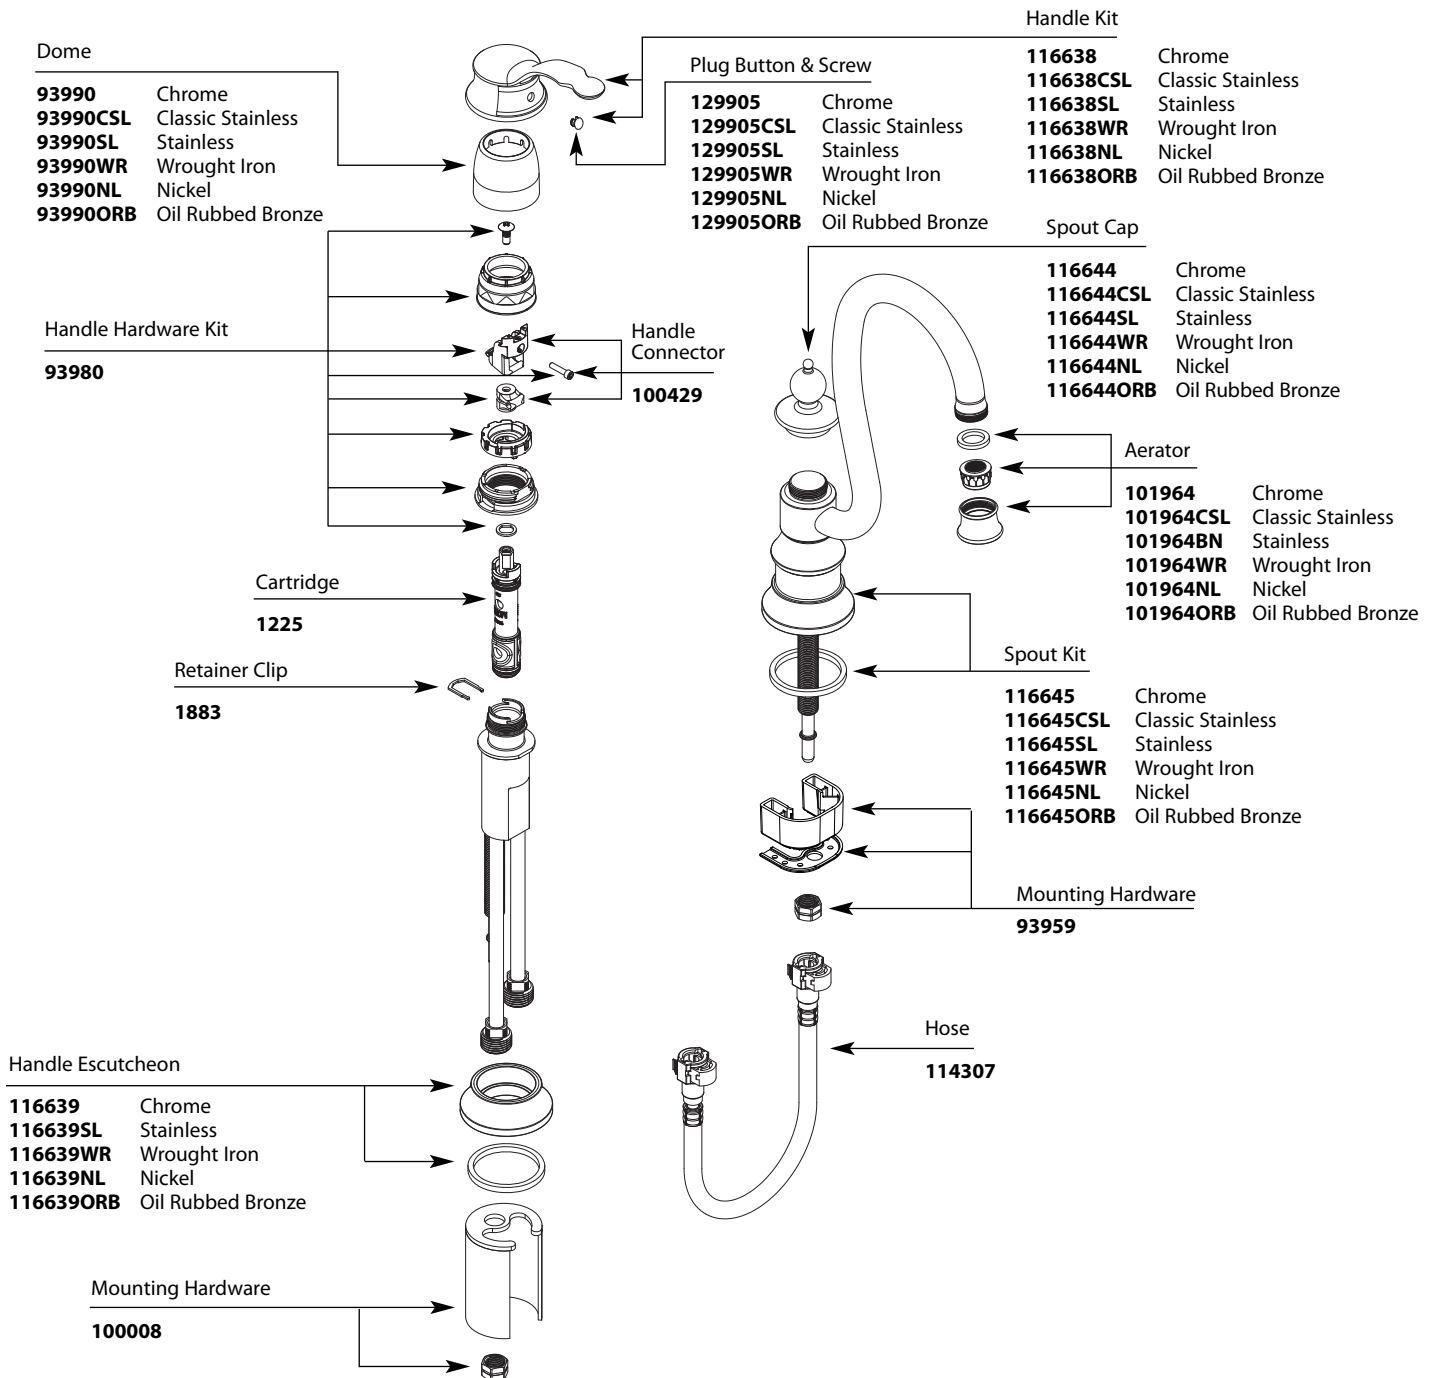 Handle Kit
116638 Chrome
116638CSL Classic Stainless
116638SL Stainless
116638WR Wrought Iron
116638NL Nickel
116638ORB Oil Rubbed Bronze
Dome
93990 Chrome
93990CSL Classic Stainless
93990SL Stainless
93990WR Wrought Iron
93990NL Nickel
93990ORB Oil Rubbed Bronze
Plug Button & Screw
129905 Chrome
129905CSL Classic Stainless
129905SL Stainless
129905WR Wrought Iron
129905NL Nickel
129905ORB Oil Rubbed Bronze
Spout Cap
116644 Chrome
116644CSL Classic Stainless
116644SL Stainless
116644WR Wrought Iron
116644NL Nickel
116644ORB Oil Rubbed Bronze
Handle Hardware Kit
93980
Handle
Connector
100429
Aerator
101964 Chrome
101964CSL Classic Stainless
101964BN Stainless
101964WR Wrought Iron
101964NL Nickel
101964ORB Oil Rubbed Bronze
Cartridge
1225
Retainer Clip
1883
Spout Kit
116645 Chrome
116645CSL Classic Stainless
116645SL Stainless
116645WR Wrought Iron
116645NL Nickel
116645ORB Oil Rubbed Bronze
Mounting Hardware
93959
Hose
114307
Handle Escutcheon
116639 Chrome
116639SL Stainless
116639WR Wrought Iron
116639NL Nickel
116639ORB Oil Rubbed Bronze
Mounting Hardware
100008